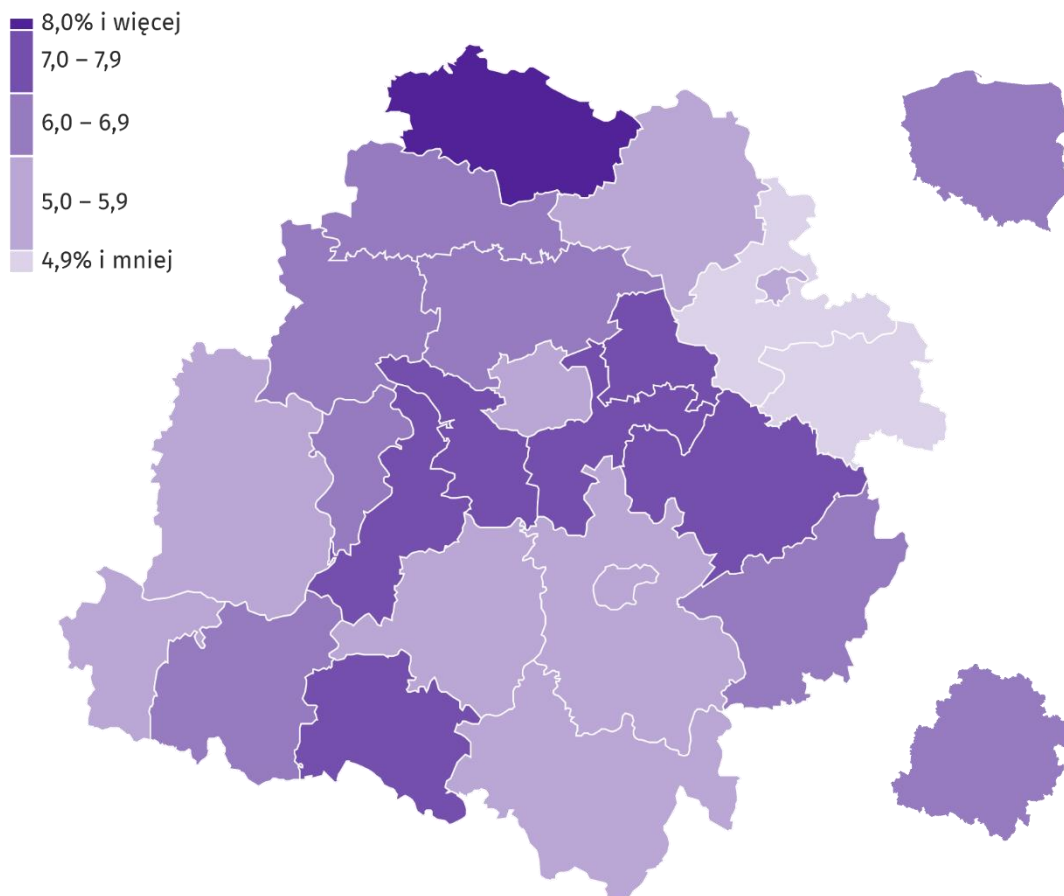 8,0% i więcej
7,0 – 7,9
6,0 – 6,9
5,0 – 5,9
4,9% i mniej